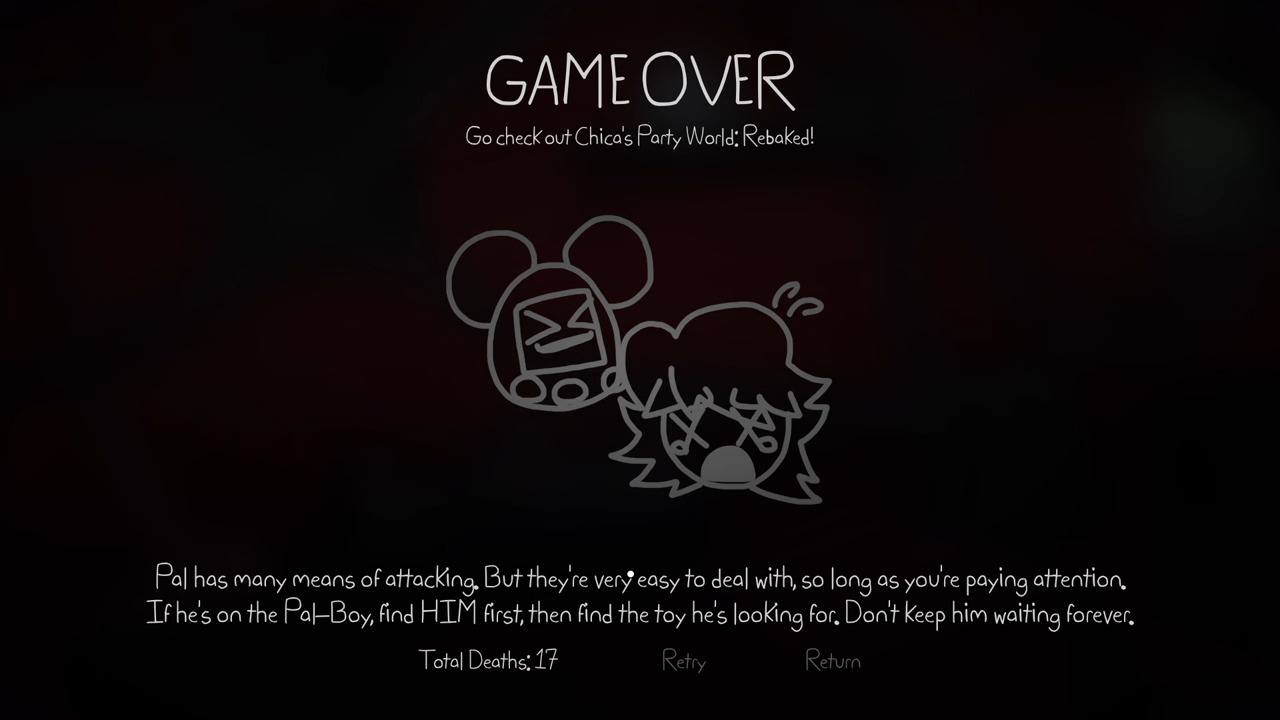 GAME OVER
Go check out Chica's Party World: Rebaked!
Pal has many means of attacking. But they're very easy to deal with, so long as you're paying attention.
If he's on the Pal-Boy, find HIM first, then find the toy he's looking for. Don't keep him waiting forever.
Total Deaths: 17 Retry Return